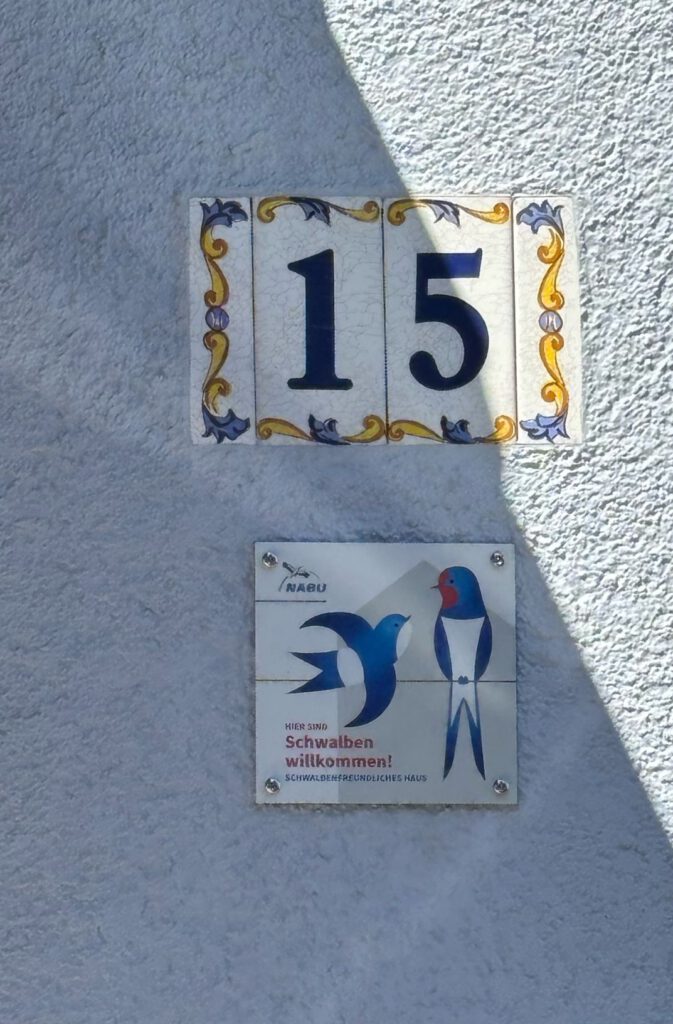 15
NABU
HIER SIND
Schwalben
willkommen!
SCHWALBENFREUNDLICHES HAUS